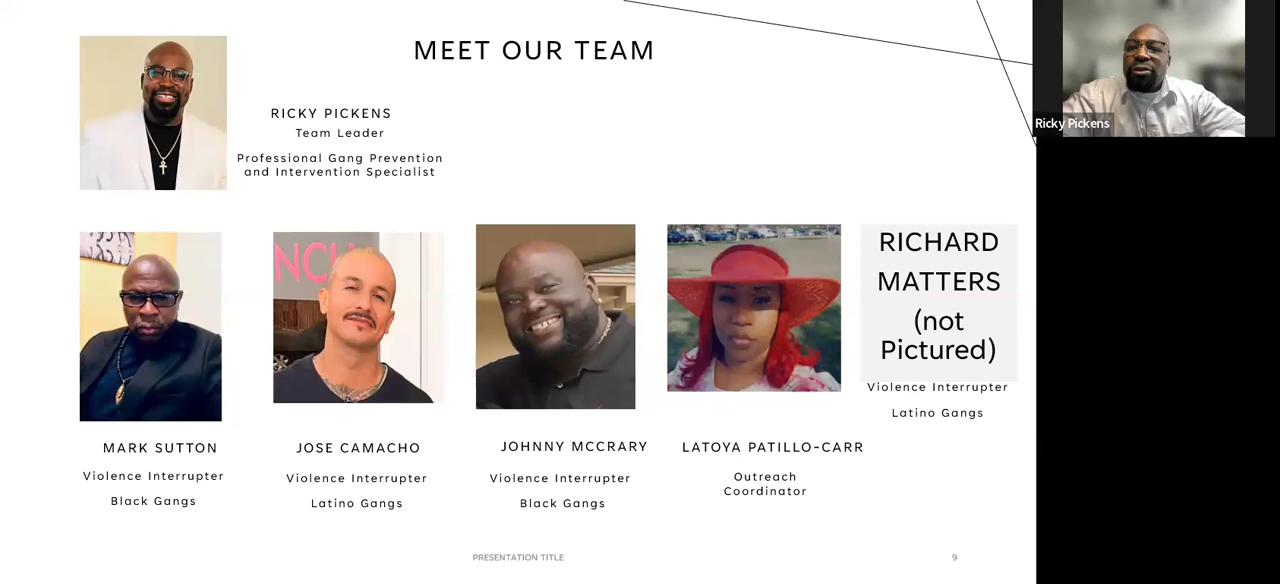 MEET OUR TEAM
RICKY PICKENS
Team Leader
Professional Gang Prevention
and Intervention Specialist
Ricky Pickens
NCH
RICHARD
MATTERS
(not
Pictured)
Violence Interrupter
Latino Gangs
MARK SUTTON
Violence Interrupter
Black Gangs
JOSE CAMACHO
Violence Interrupter
Latino Gangs
JOHNNY MCCRARY
Violence Interrupter
Black Gangs
LATOYA PATILLO-CARR
Outreach
Coordinator
PRESENTATION TITLE
9